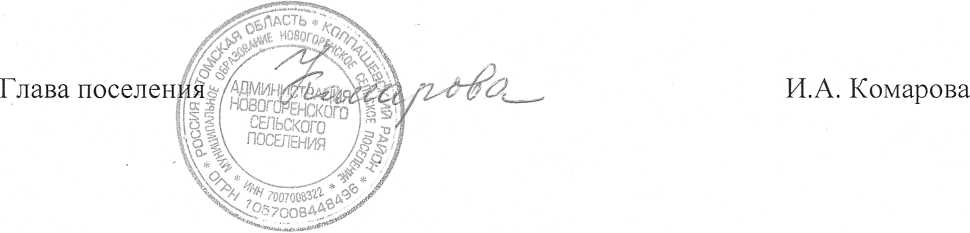 Глава поселения
Комарова
И.А. Комарова
РОССИЯ * ТОМСКАЯ ОБЛАСТЬ * КОЛПАШЕВСКИЙ РАЙОН *
ОГРН 1057008448496
МУНИЦИПАЛЬНОЕ ОБРАЗОВАНИЕ НОВОГОРЕНСКОЕ СЕЛЬСКОЕ ПОСЕЛЕНИЕ
* ИНН 7007008322 *
АДМИНИСТРАЦИЯ
НОВОГОРЕНСКОГО
СЕЛЬСКОГО
ПОСЕЛЕНИЯ